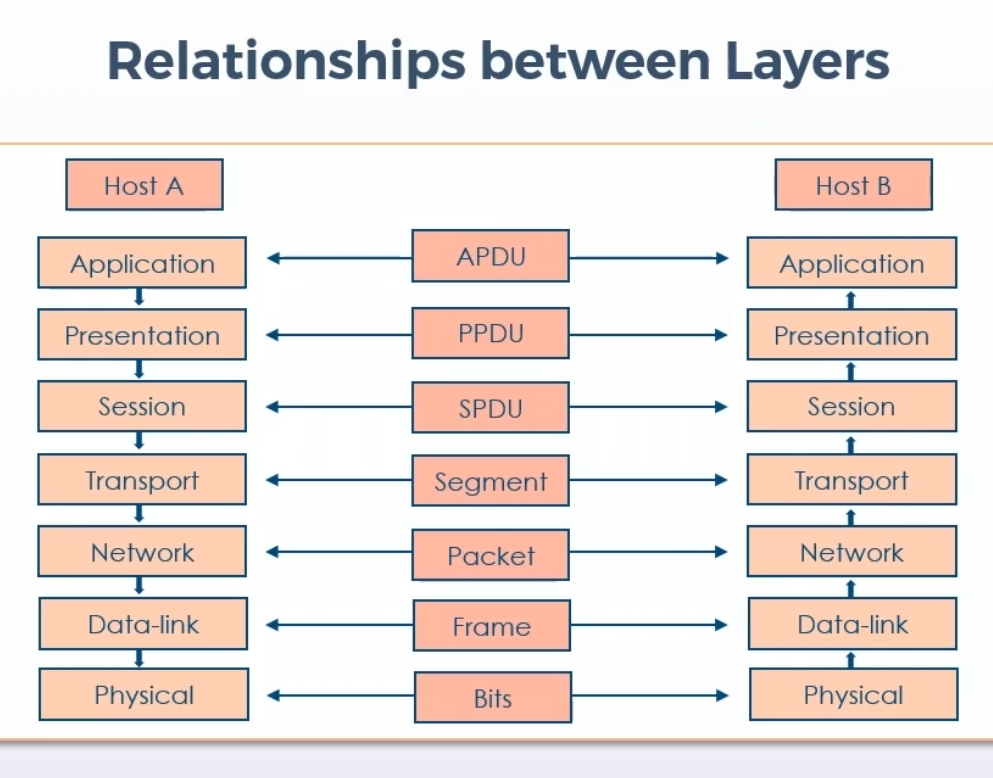 Relationships between Layers
Host A
Host B
Application
APDU
Application
Presentation
PPDU
Presentation
Session
SPDU
Session
Transport
Segment
Transport
Network
Packet
Network
Data-link
Frame
Data-link
Physical
Bits
Physical